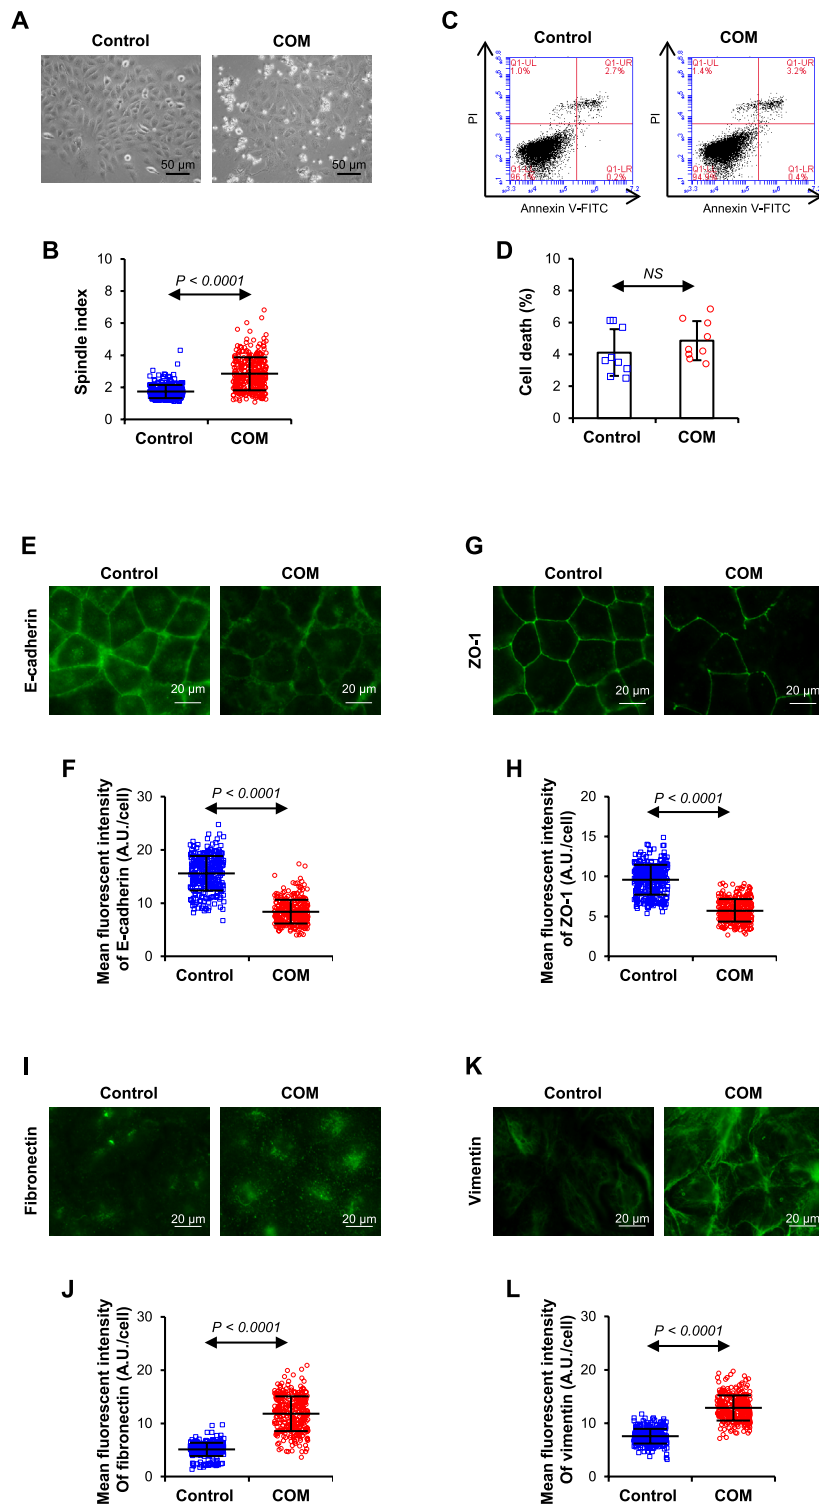 A
Control
COM
50 µm
50 µm
C
Control
COM
PI
Q1-UL
1.0%
Q1-UR
2.7%
96.1%
Q1-LR
0.2%
Annexin V-FITC
PI
Q1-UL
1.4%
Q1-UR
3.2%
Q1-LR
0.4%
Annexin V-FITC
B
Spindle index
10
8
6
4
2
0
P < 0.0001
Control
COM
D
Cell death (%)
10
8
6
4
2
0
NS
Control
COM
E
Control
COM
E-cadherin
20 µm
20 µm
G
Control
COM
ZO-1
20 µm
20 µm
F
Mean fluorescent intensity
of E-cadherin (A.U./cell)
30
20
10
0
P < 0.0001
Control
COM
H
Mean fluorescent intensity
of ZO-1 (A.U./cell)
20
15
10
5
0
P < 0.0001
Control
COM
I
Control
COM
Fibronectin
20 µm
20 µm
K
Control
COM
Vimentin
20 µm
20 µm
J
Mean fluorescent intensity
Of fibronectin (A.U./cell)
30
20
10
0
P < 0.0001
Control
COM
L
Mean fluorescent intensity
Of vimentin (A.U./cell)
30
20
10
0
P < 0.0001
Control
COM